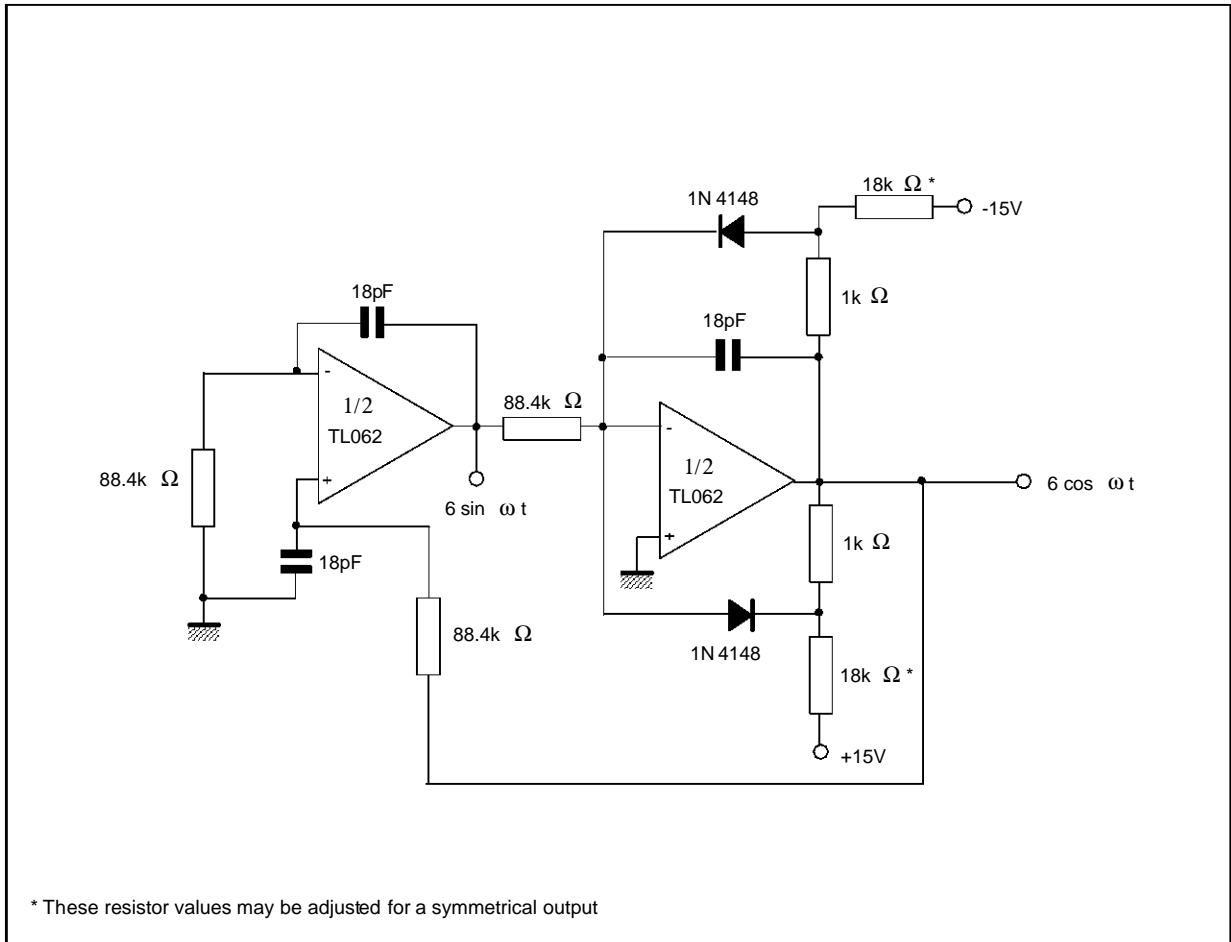 18k Ω *
1N 4148
-15V
18pF
1k Ω
18pF
-
1/2
TL062
88.4k Ω
-
88.4k Ω
1/2
TL062
+
6 sin ω t
6 cos ω t
+
18pF
1k Ω
88.4k Ω
1N 4148
18k Ω *
+15V
* These resistor values may be adjusted for a symmetrical output